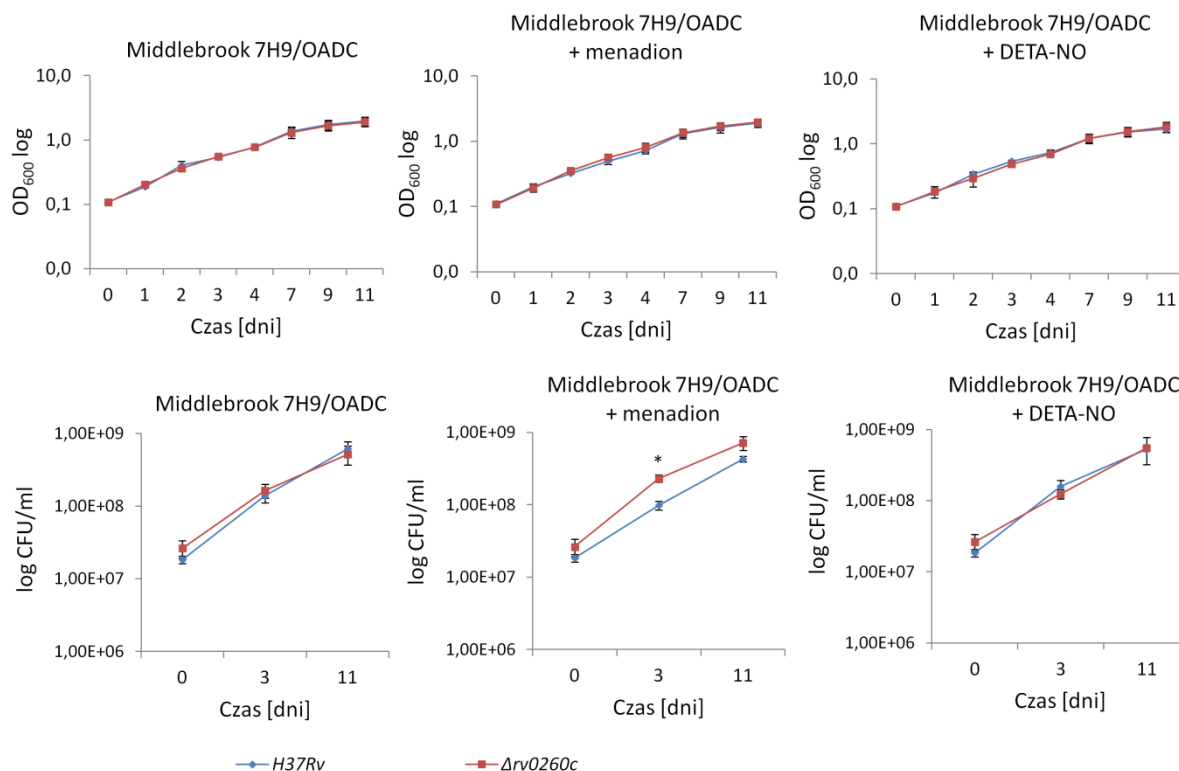 Middlebrook 7H9/OADC
10,0
1,0
0,1
0,0
OD600 log
0 1 2 3 4 7 9 11
Czas [dni]
Middlebrook 7H9/OADC
+ menadion
10,0
1,0
0,1
0,0
OD600 log
0 1 2 3 4 7 9 11
Czas [dni]
Middlebrook 7H9/OADC
+ DETA-NO
10,0
1,0
0,1
0,0
OD600 log
0 1 2 3 4 7 9 11
Czas [dni]
Middlebrook 7H9/OADC
1,00E+09
1,00E+08
1,00E+07
1,00E+06
log CFU/ml
0 3 11
Czas [dni]
Middlebrook 7H9/OADC
+ menadion
1,00E+09
*
1,00E+08
1,00E+07
1,00E+06
log CFU/ml
0 3 11
Czas [dni]
Middlebrook 7H9/OADC
+ DETA-NO
1,00E+09
1,00E+08
1,00E+07
1,00E+06
log CFU/ml
0 3 11
Czas [dni]
H37Rv
Δrv0260c